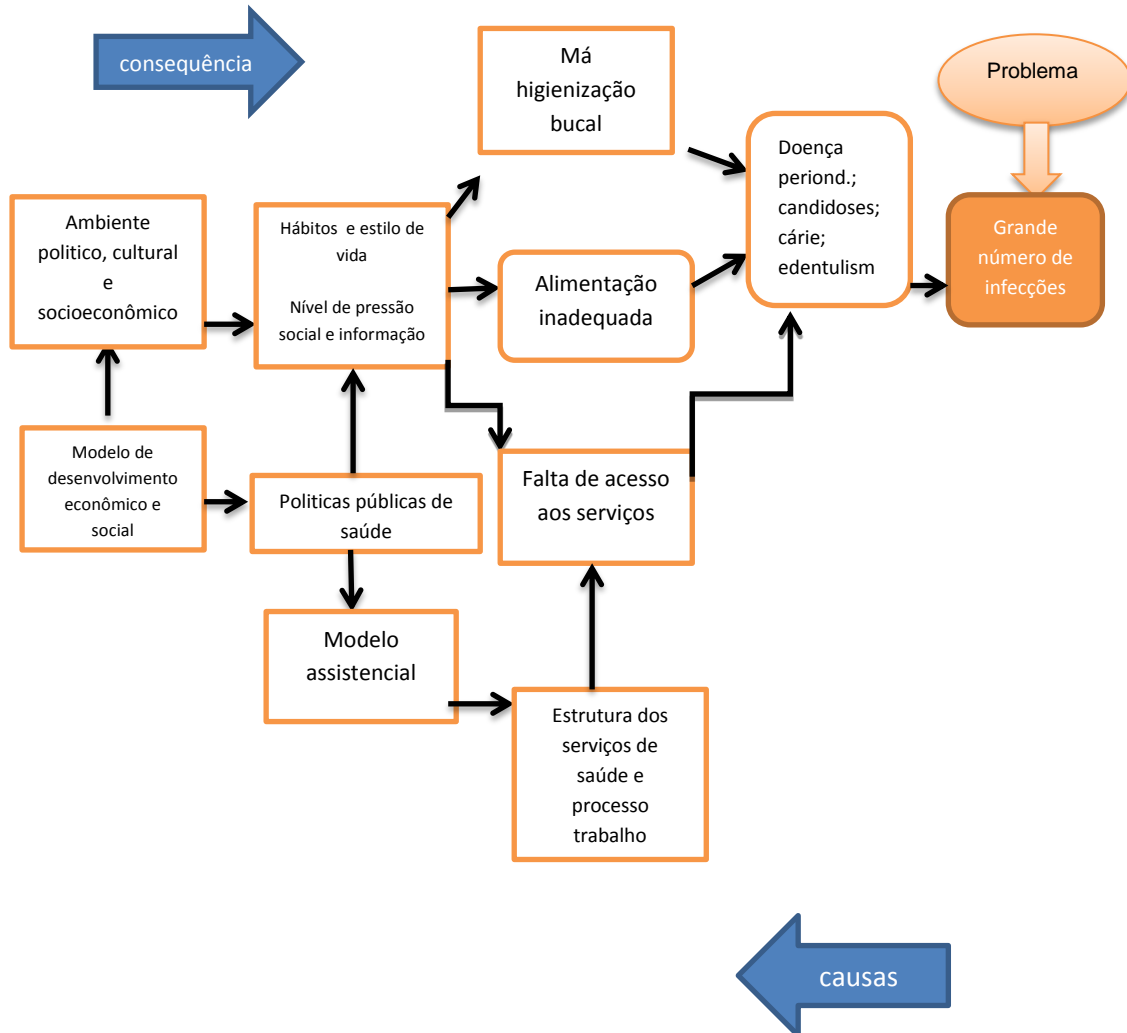 consequência
Má
higienização
bucal
Problema
Doença
periond.;
candidoses;
cárie;
edentulism
Grande
número de
infecções
Ambiente
politico, cultural
e
socioeconômico
Hábitos e estilo de
vida
Nível de pressão
social e informação
Alimentação
inadequada
Modelo de
desenvolvimento
econômico e
social
Politicas públicas de
saúde
Falta de acesso
aos serviços
Modelo
assistencial
Estrutura dos
serviços de
saúde e
processo
trabalho
causas